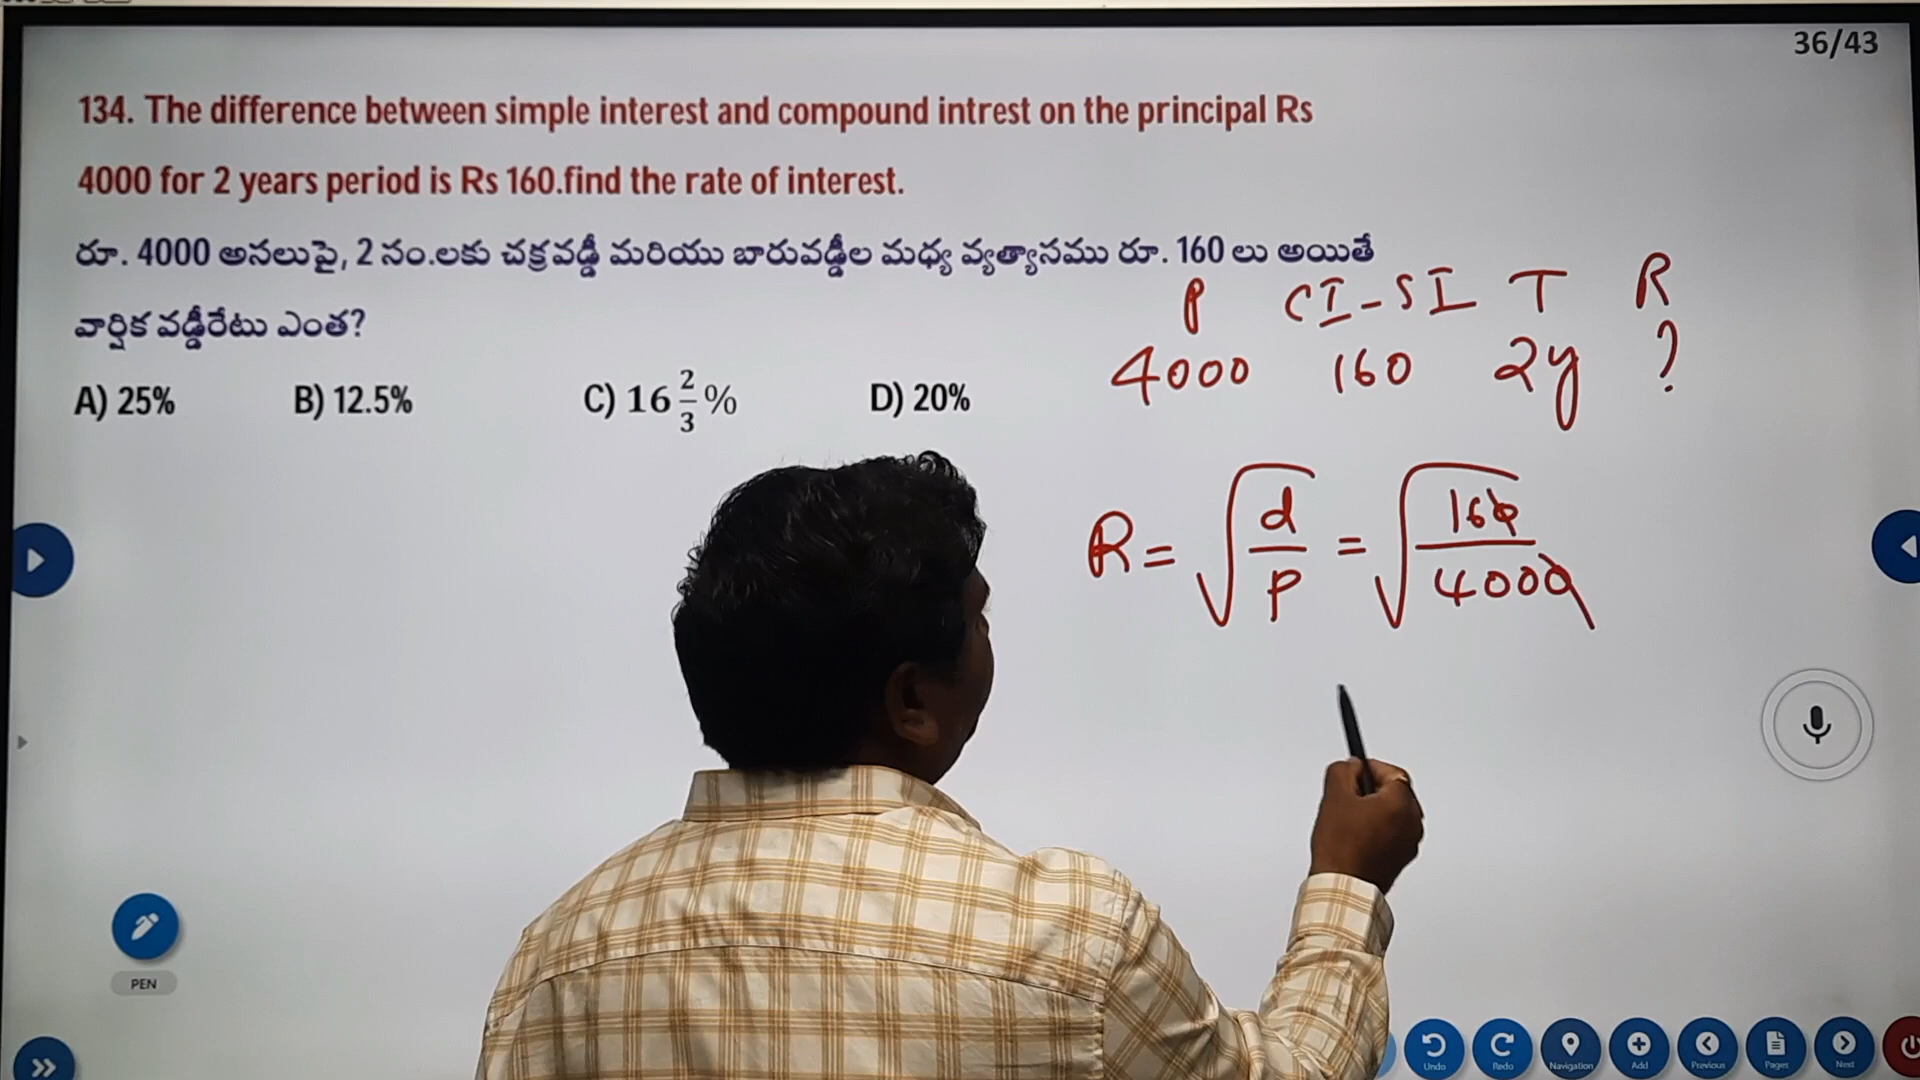 36/43
134. The difference between simple interest and compound intrest on the principal Rs
4000 for 2 years period is Rs 160.find the rate of interest.
రూ. 4000 అసలుపై, 2 సం.లకు చక్రవడ్డీ మరియు బారువడ్డీల మధ్య వ్యత్యాసము రూ. 160 లు అయితే
వార్షిక వడ్డీరేటు ఎంత?
A) 25% B) 12.5% C) 16 2/3 % D) 20%
P CI-SI T R
4000 160 2y ?
R = √(d/P) = √(160/4000)
PEN
Undo Redo Navigation Add Previous Pages Next